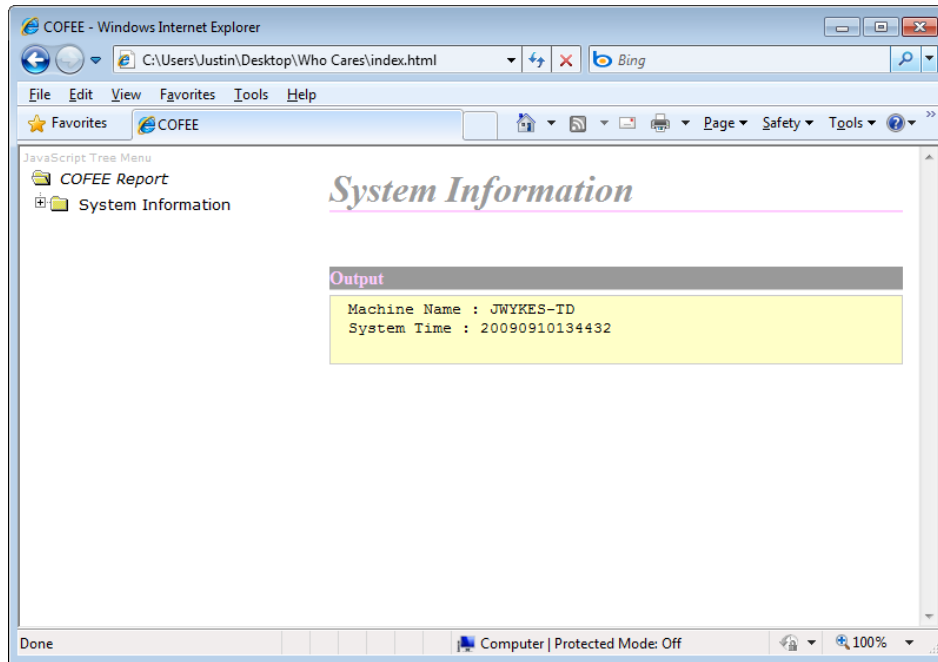 COFEE - Windows Internet Explorer
C:\Users\Justin\Desktop\Who Cares\index.html
Bing
File Edit View Favorites Tools Help
Favorites COFEE Page Safety Tools »
JavaScript Tree Menu
COFEE Report
System Information
System Information
Output
Machine Name : JWYKES-TD
System Time : 20090910134432
Done Computer | Protected Mode: Off 100%